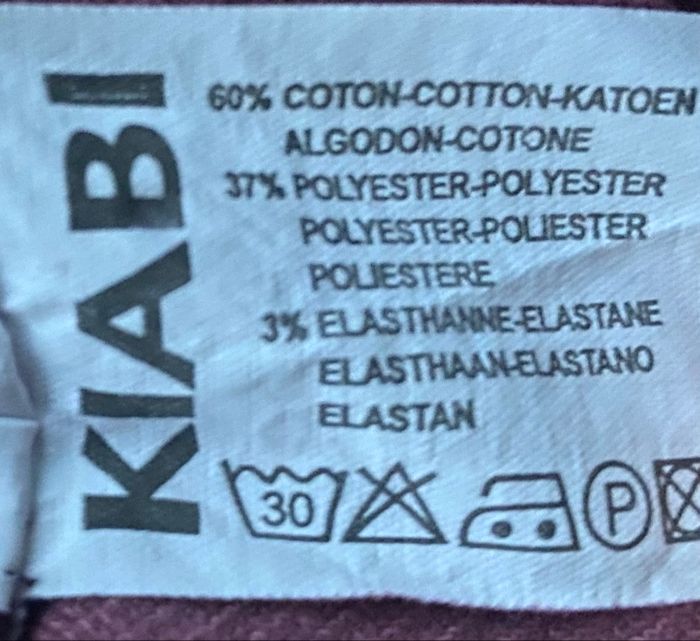 KIABI
60% COTON-COTTON-KATOEN
ALGODON-COTONE
37% POLYESTER-POLYESTER
POLYESTER-POLIESTER
POLIESTERE
3% ELASTHANNE-ELASTANE
ELASTHAAN-ELASTANO
ELASTAN
30 P